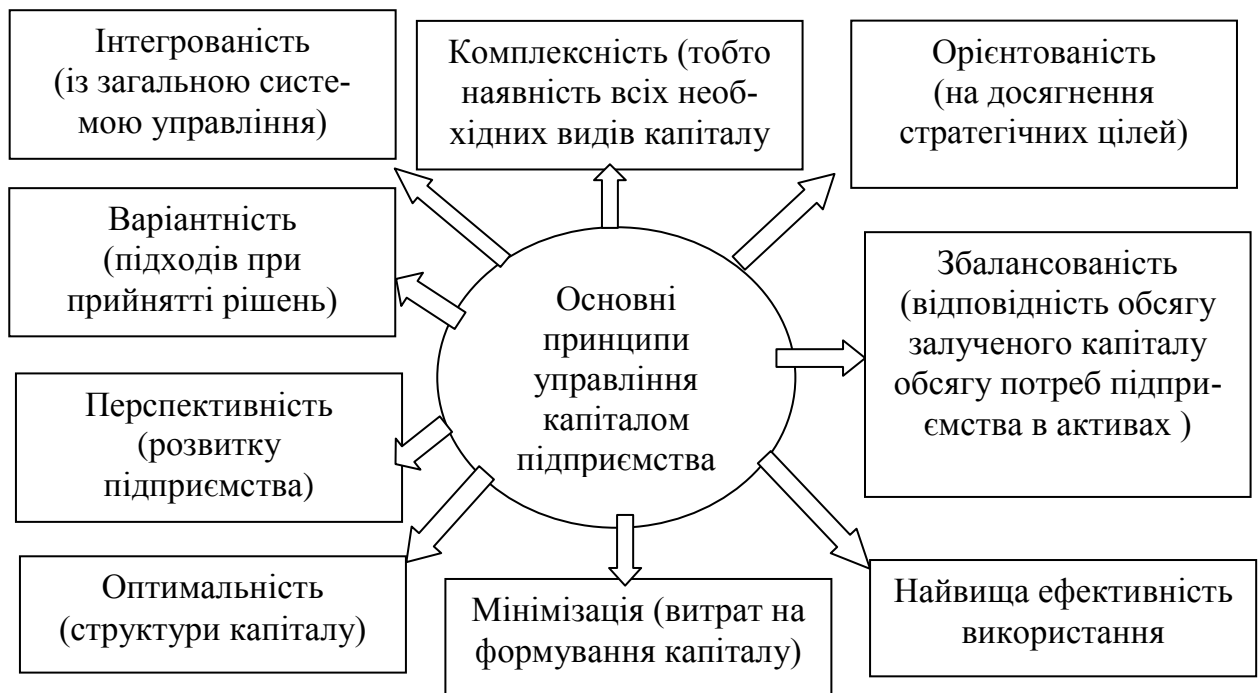 Інтегрованість
(із загальною систе-
мою управління)
Комплексність (тобто
наявність всіх необ-
хідних видів капіталу
Орієнтованість
(на досягнення
стратегічних цілей)
Варіантність
(підходів при
прийнятті рішень)
Основні
принципи
управління
капіталом
підприємства
Збалансованість
(відповідність обсягу
залученого капіталу
обсягу потреб підпри-
ємства в активах )
Перспективність
(розвитку
підприємства)
Оптимальність
(структури капіталу)
Мінімізація (витрат на
формування капіталу)
Найвища ефективність
використання